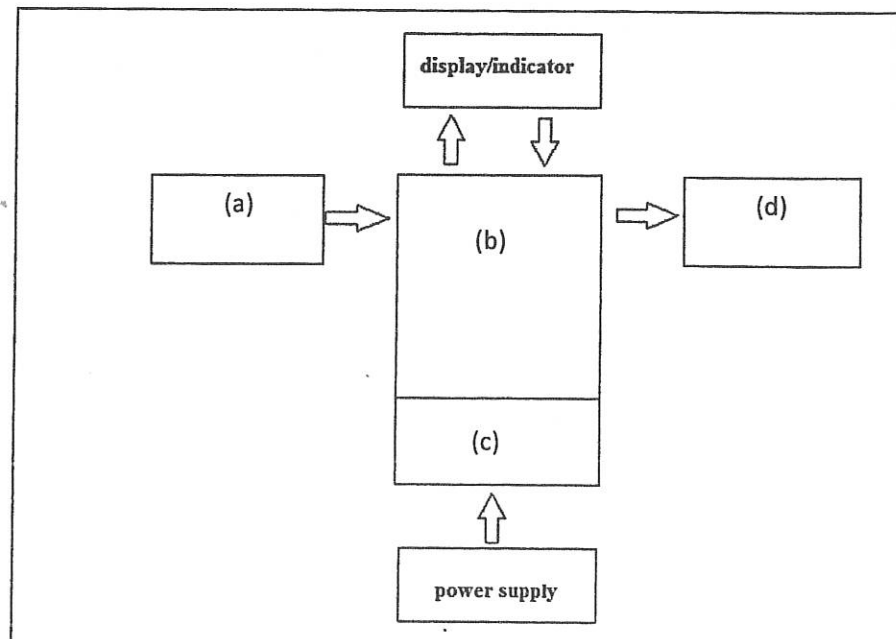 display/indicator
(a)
(b)
(d)
(c)
power supply